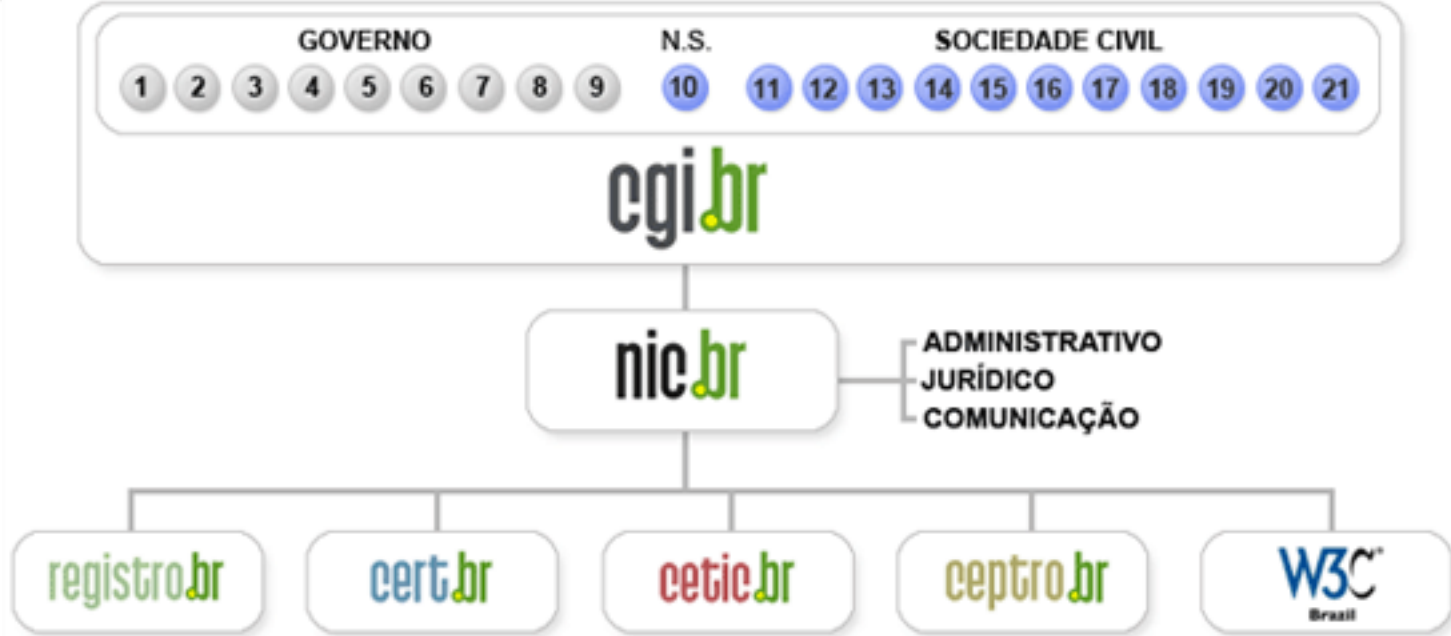 GOVERNO N.S. SOCIEDADE CIVIL
1 2 3 4 5 6 7 8 9 10 11 12 13 14 15 16 17 18 19 20 21
cgi.br
nic.br
ADMINISTRATIVO
JURÍDICO
COMUNICAÇÃO
registro.br cert.br cetic.br ceptro.br W3C
Brazil